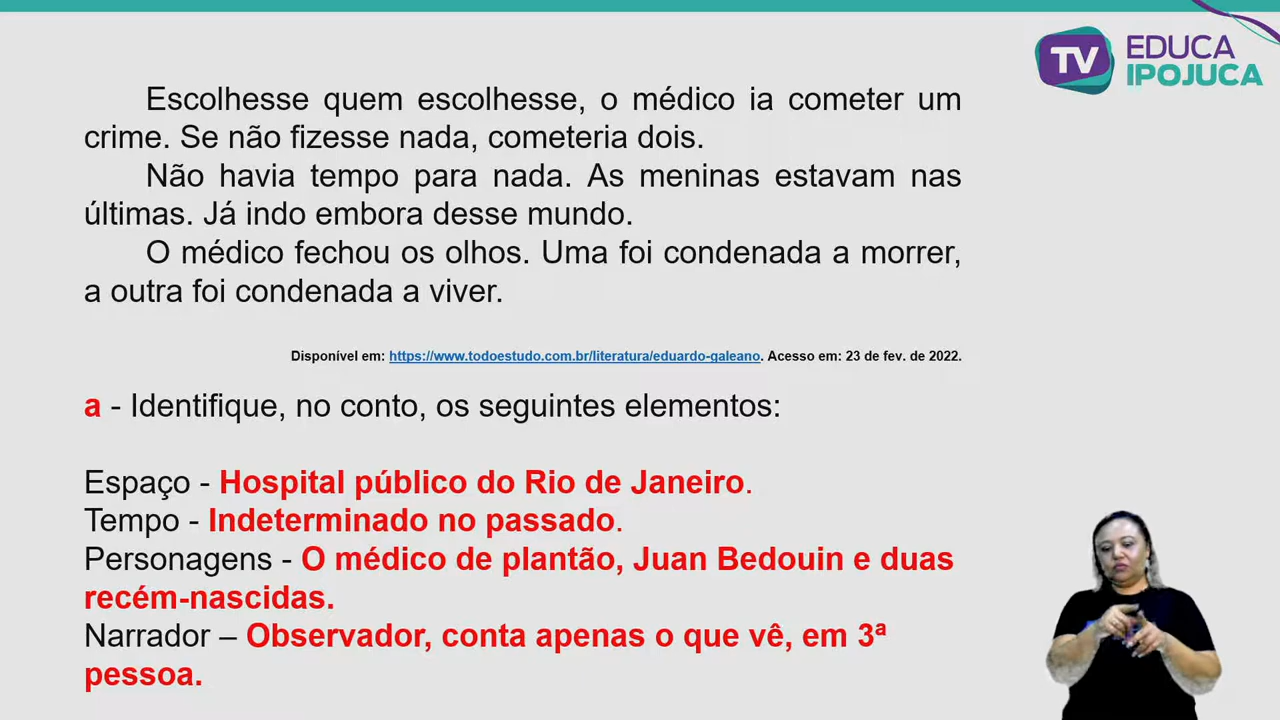 TV EDUCA
IPOJUCA
Escolhesse quem escolhesse, o médico ia cometer um
crime. Se não fizesse nada, cometeria dois.
Não havia tempo para nada. As meninas estavam nas
últimas. Já indo embora desse mundo.
O médico fechou os olhos. Uma foi condenada a morrer,
a outra foi condenada a viver.
Disponível em: https://www.todoestudo.com.br/literatura/eduardo-galeano. Acesso em: 23 de fev. de 2022.
a - Identifique, no conto, os seguintes elementos:
Espaço - Hospital público do Rio de Janeiro.
Tempo - Indeterminado no passado.
Personagens - O médico de plantão, Juan Bedouin e duas
recém-nascidas.
Narrador – Observador, conta apenas o que vê, em 3ª
pessoa.